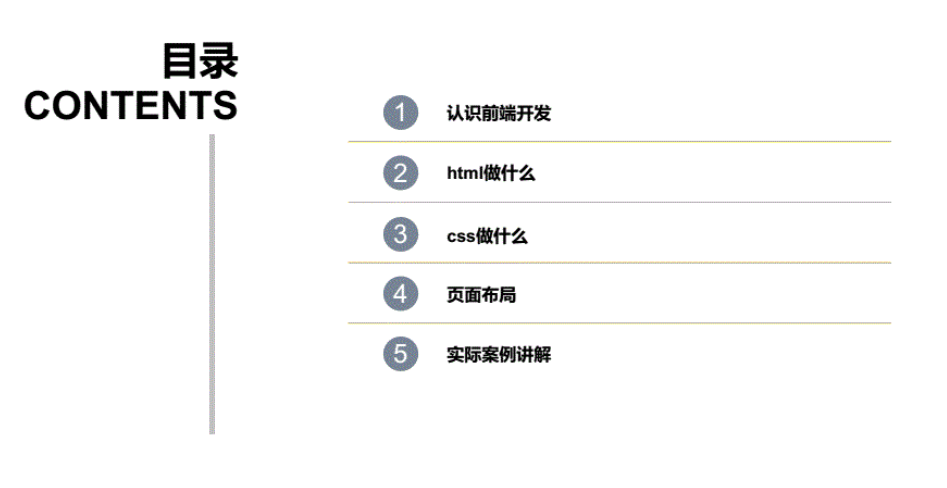 目录
CONTENTS
1 认识前端开发
2 html做什么
3 css做什么
4 页面布局
5 实际案例讲解